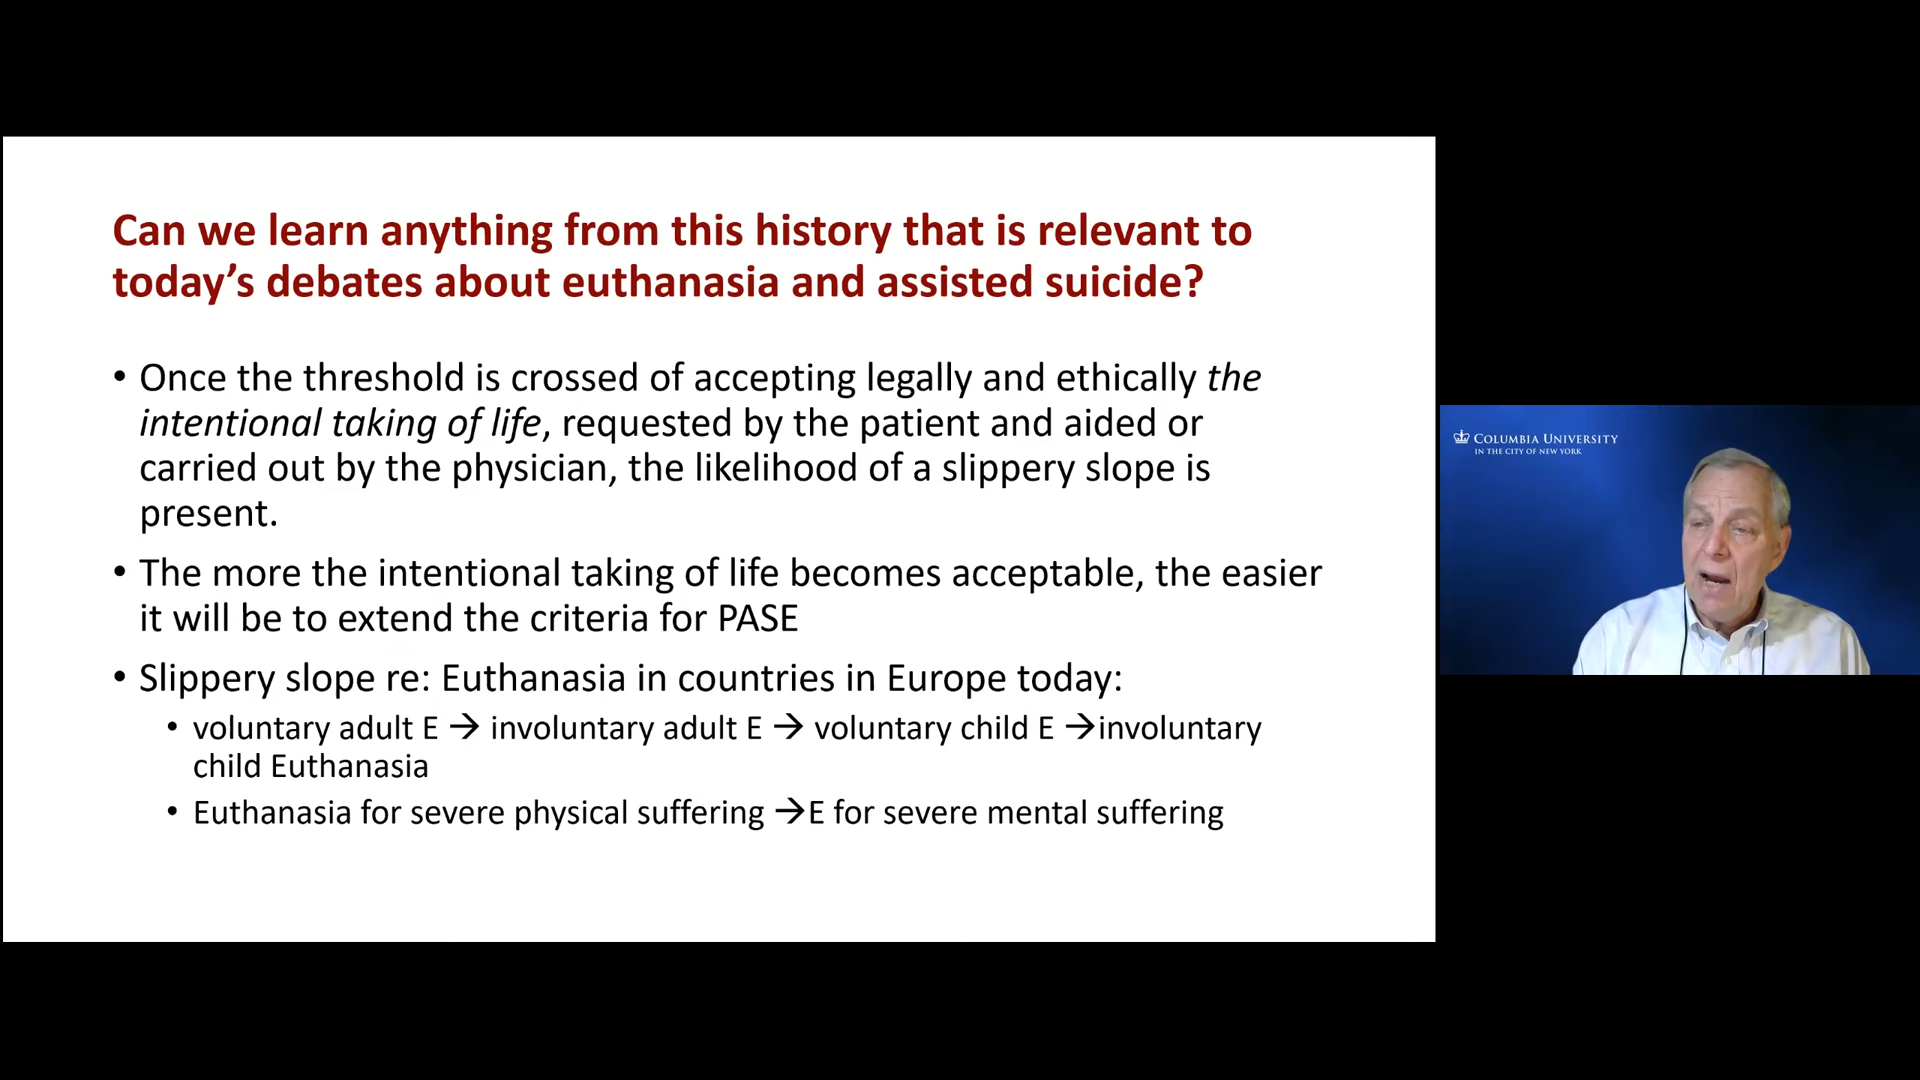 Can we learn anything from this history that is relevant to
today’s debates about euthanasia and assisted suicide?
• Once the threshold is crossed of accepting legally and ethically the
intentional taking of life, requested by the patient and aided or
carried out by the physician, the likelihood of a slippery slope is
present.
• The more the intentional taking of life becomes acceptable, the easier
it will be to extend the criteria for PASE
• Slippery slope re: Euthanasia in countries in Europe today:
• voluntary adult E → involuntary adult E → voluntary child E →involuntary
child Euthanasia
• Euthanasia for severe physical suffering →E for severe mental suffering
COLUMBIA UNIVERSITY
IN THE CITY OF NEW YORK